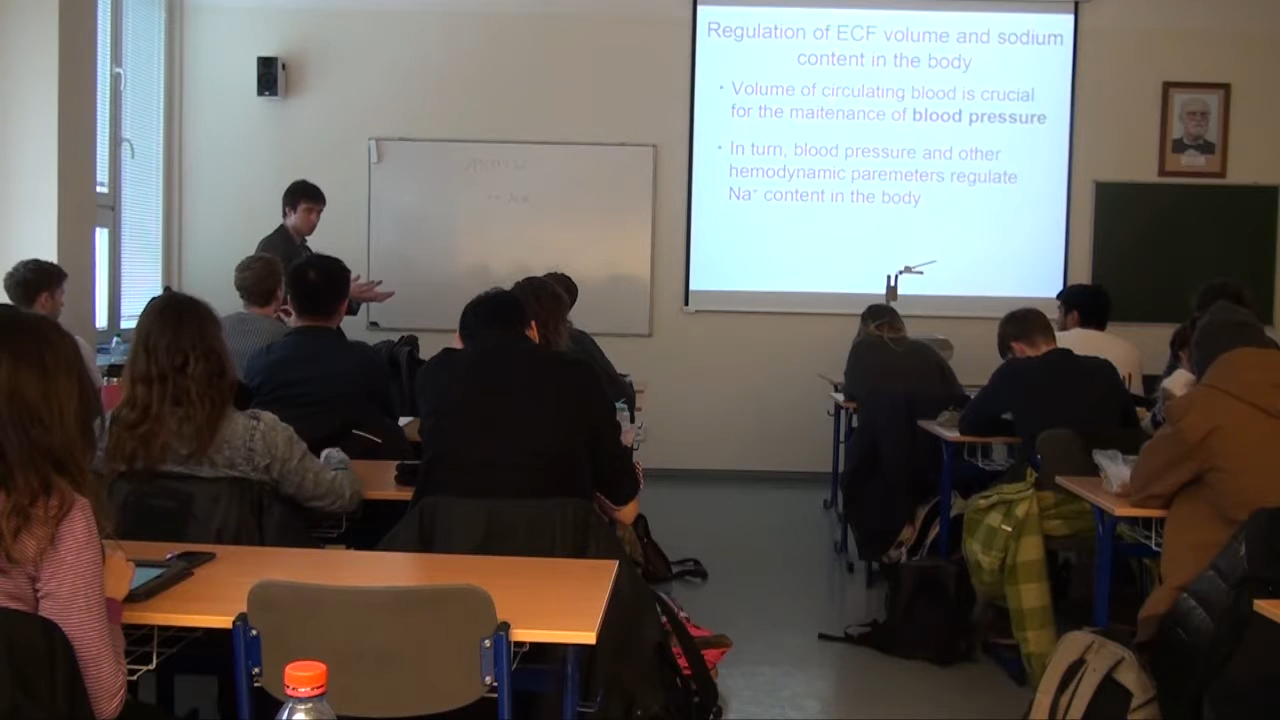 Regulation of ECF volume and sodium
content in the body
• Volume of circulating blood is crucial
for the maitenance of blood pressure
• In turn, blood pressure and other
hemodynamic paremeters regulate
Na⁺ content in the body